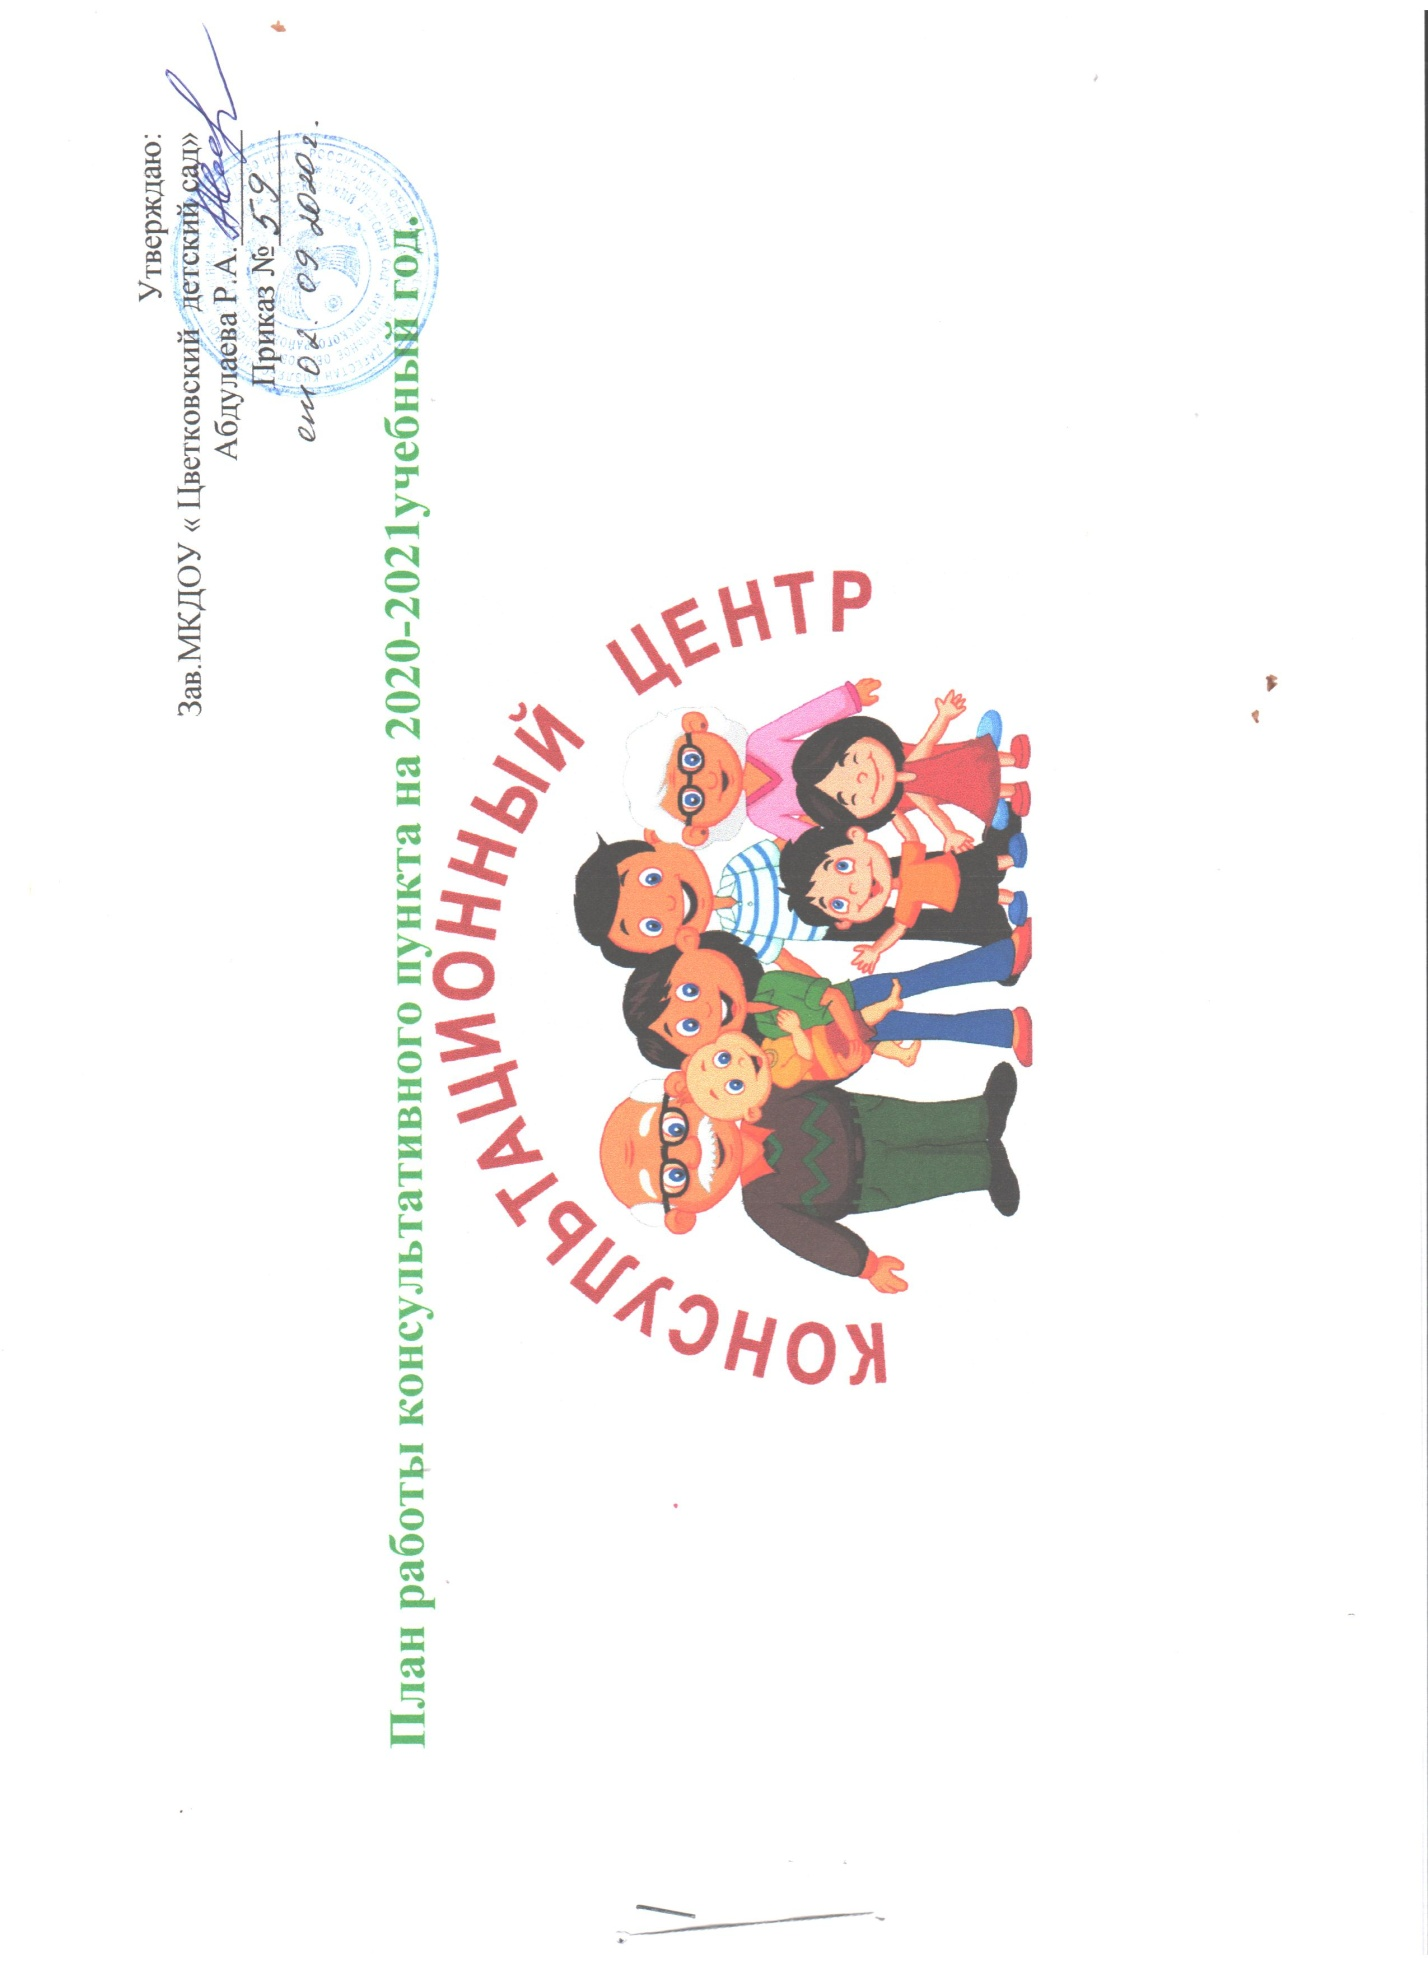 Утверждаю:
Зав.МКДОУ « Цветковский детский сад»
Абдулаева Р.А.
Приказ № 59
от 02. 09 2020г.
План работы консультативного пункта на 2020-2021учебный год.
КОНСУЛЬТАЦИОННЫЙ ЦЕНТР